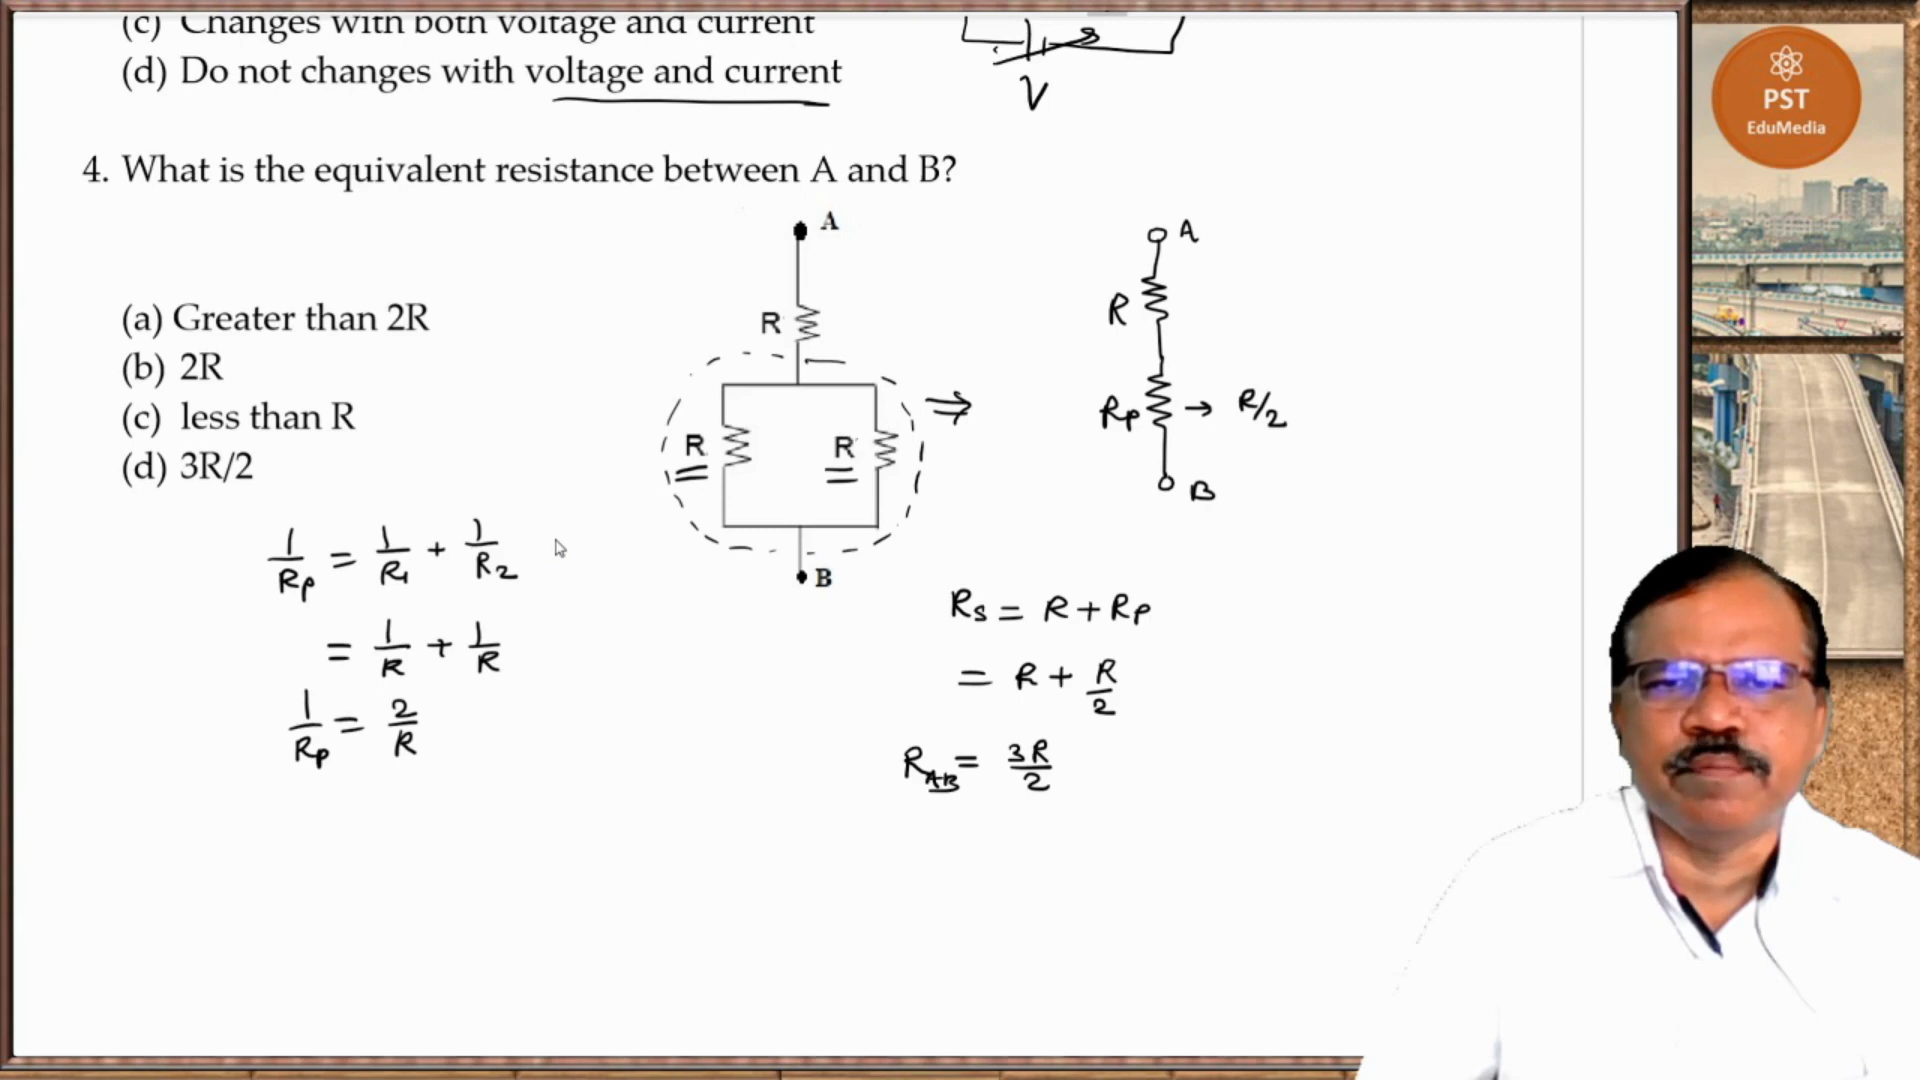 (c) Changes with both voltage and current
(d) Do not changes with voltage and current
V
PST
EduMedia
4. What is the equivalent resistance between A and B?
(a) Greater than 2R
(b) 2R
(c) less than R
(d) 3R/2
A
R
R
R
B
A
R
Rp → R/2
B
⇒
1/Rp = 1/R1 + 1/R2
= 1/R + 1/R
1/Rp = 2/R
Rs = R + Rp
= R + R/2
RAB = 3R/2